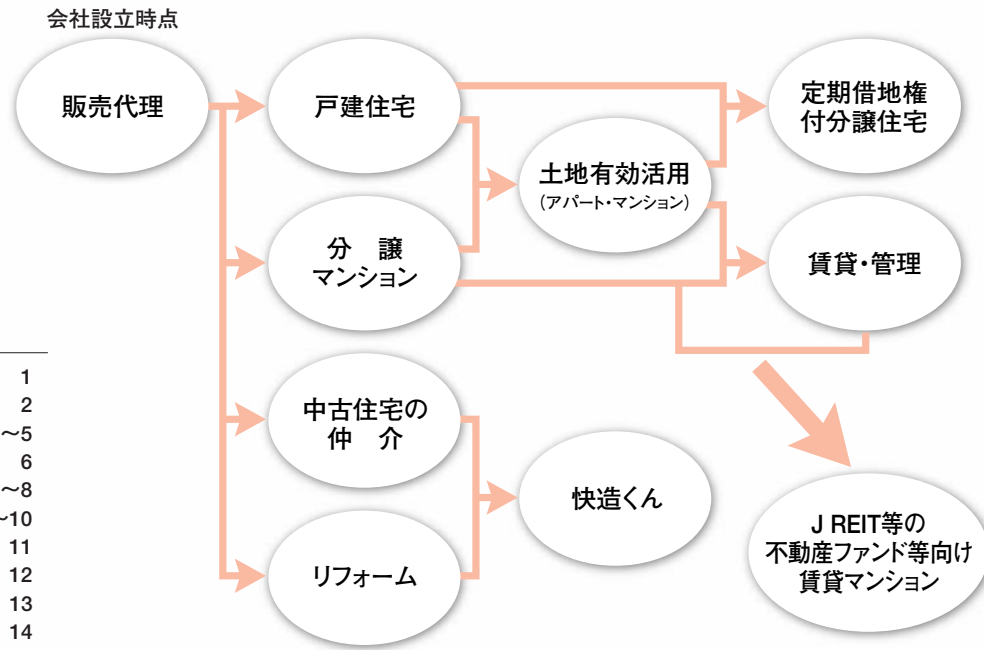 会社設立時点
販売代理
戸建住宅
分　譲
マンション
中古住宅の
仲　介
リフォーム
土地有効活用
(アパート・マンション)
快造くん
定期借地権
付分譲住宅
賃貸・管理
J REIT等の
不動産ファンド等向け
賃貸マンション
1
2
〜5
6
〜8
〜10
11
12
13
14